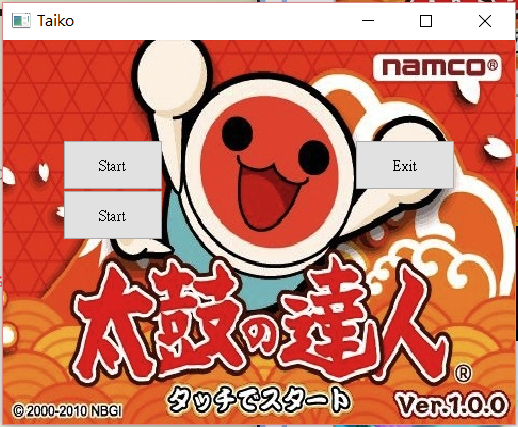 Taiko
namco®
Start
Exit
Start
太鼓の達人®
タッチでスタート
© 2000-2010 NBGI
Ver.1.0.0